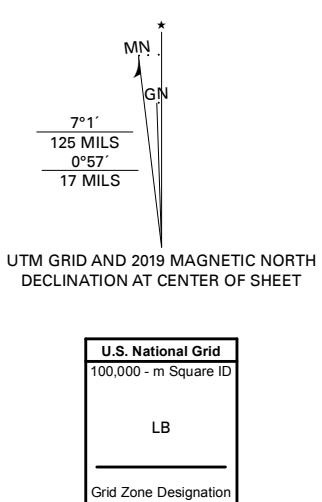 ★
MN
GN
7°1´
125 MILS
0°57´
17 MILS
UTM GRID AND 2019 MAGNETIC NORTH
DECLINATION AT CENTER OF SHEET
U.S. National Grid
100,000 - m Square ID
LB
Grid Zone Designation